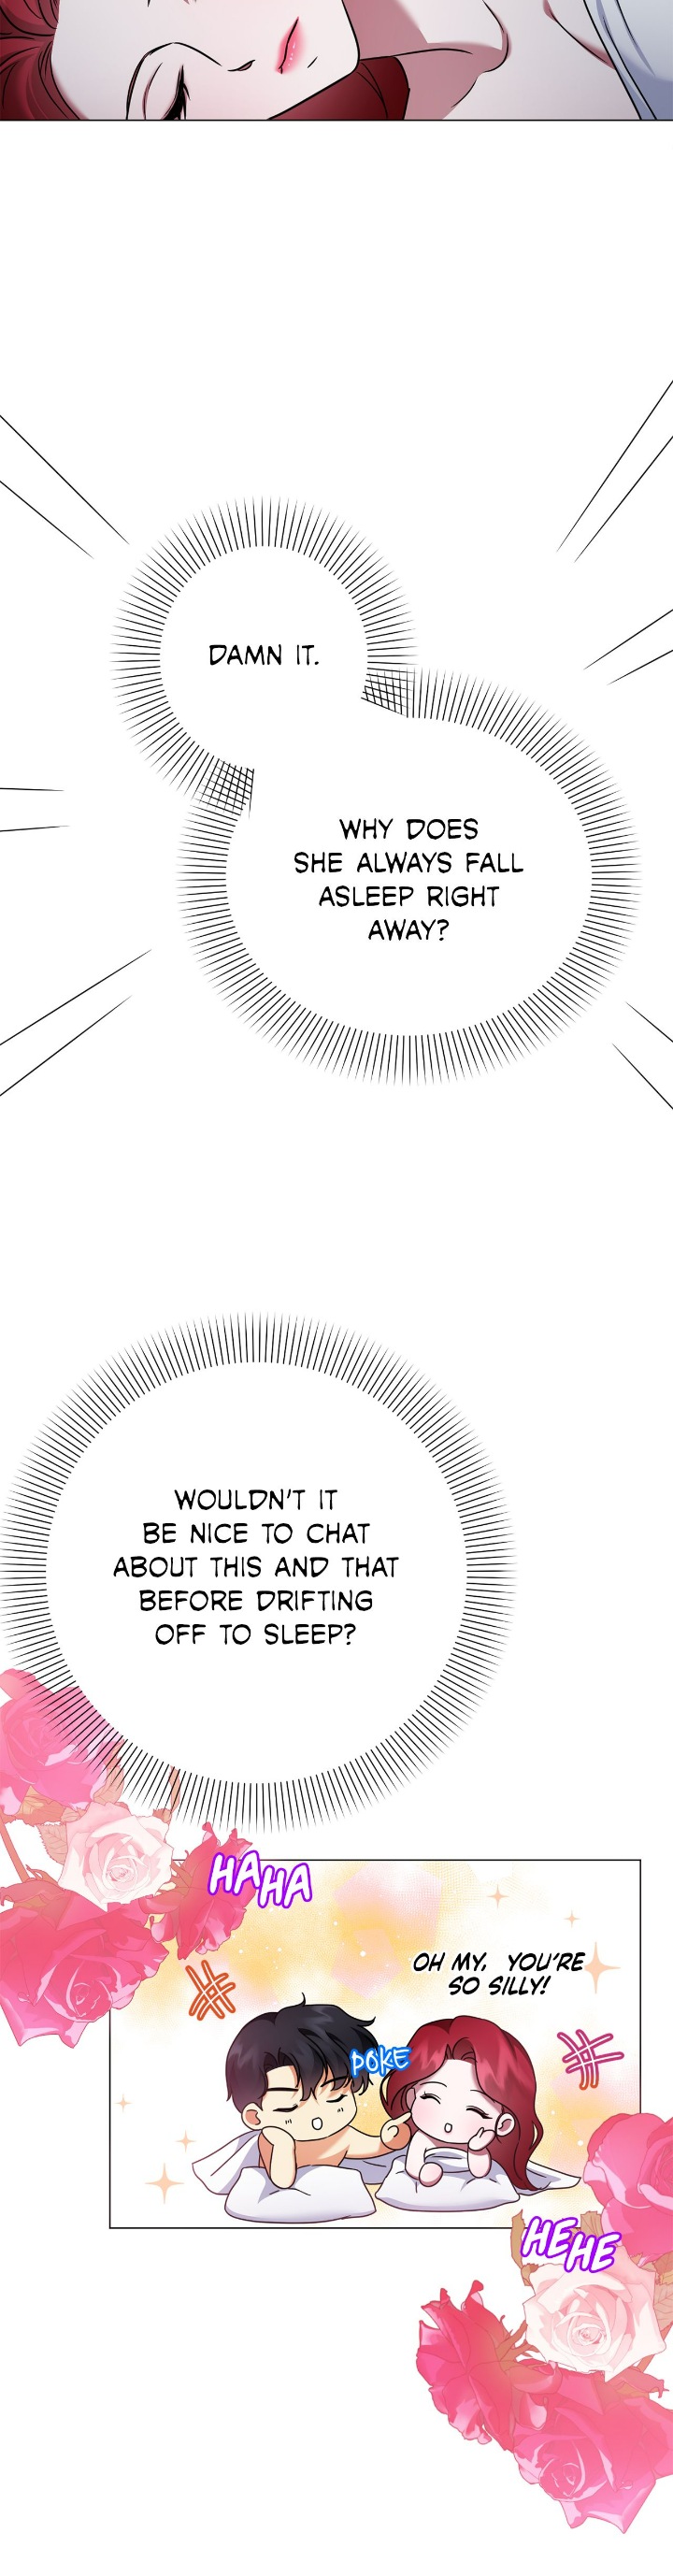 DAMN IT.
WHY DOES
SHE ALWAYS FALL
ASLEEP RIGHT
AWAY?
WOULDN'T IT
BE NICE TO CHAT
ABOUT THIS AND THAT
BEFORE DRIFTING
OFF TO SLEEP?
HAHA
OH MY, YOU'RE
SO SILLY!
POKE
HEHE